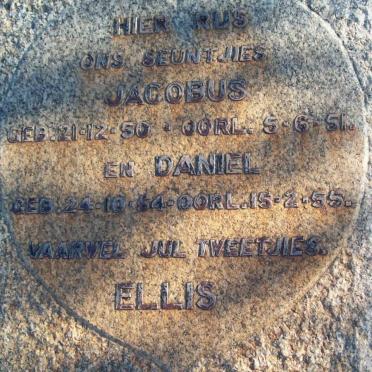 HIER RUS
ONS SEUNTJIES
JACOBUS
GEB. 21·12·50 · OORL. 5·6·51.
EN DANIEL
GEB. 24·10·54·OORL. 15·2·55.
VAARWEL JUL TWEETJIES.
ELLIS